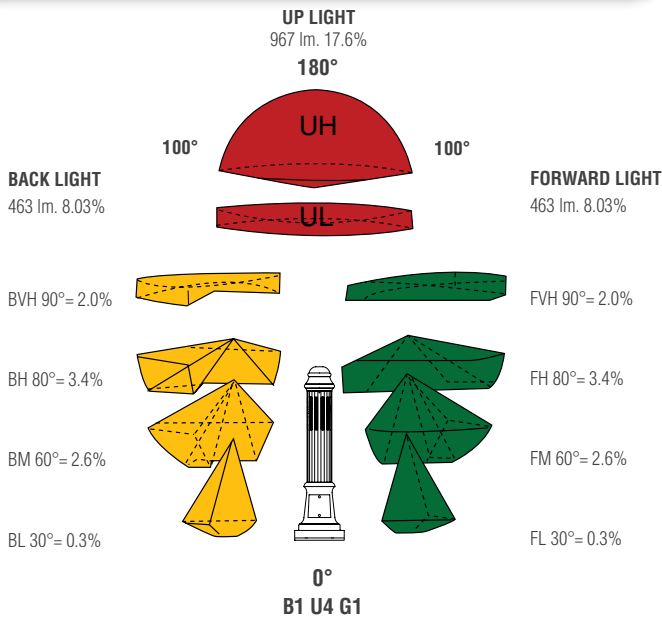 UP LIGHT
967 lm. 17.6%
180°
UH
100°
100°
BACK LIGHT
463 lm. 8.03%
FORWARD LIGHT
463 lm. 8.03%
UL
BVH 90°= 2.0%
FVH 90°= 2.0%
BH 80°= 3.4%
FH 80°= 3.4%
BM 60°= 2.6%
FM 60°= 2.6%
BL 30°= 0.3%
FL 30°= 0.3%
0°
B1 U4 G1